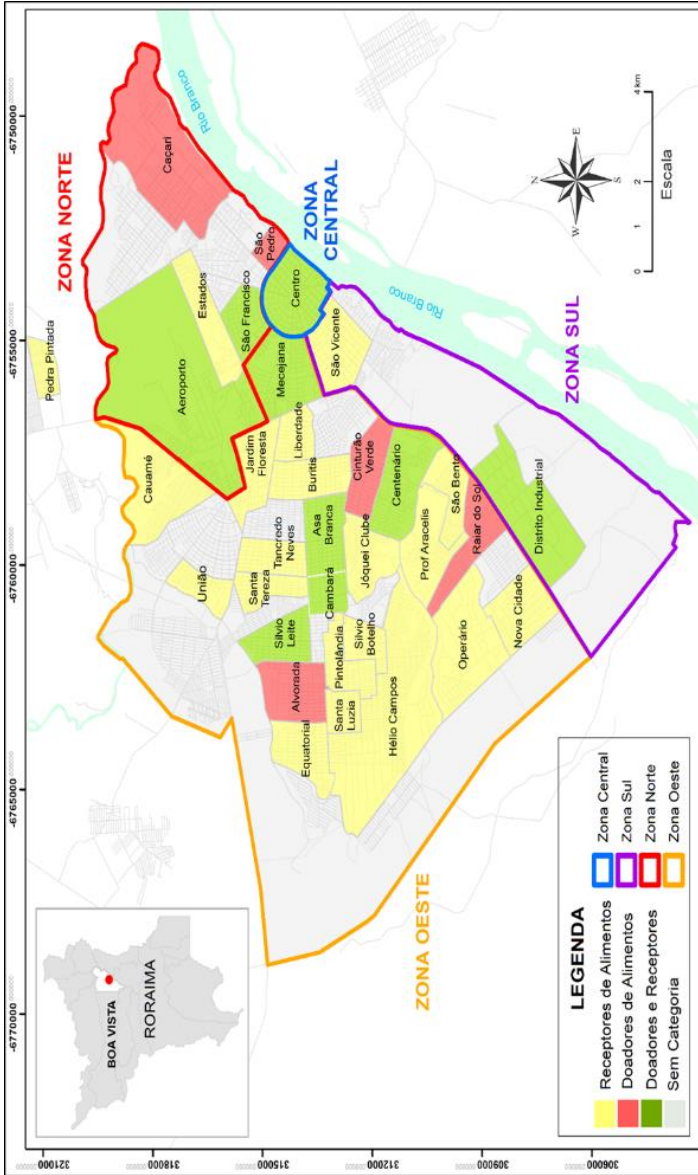 -6770000
-6765000
-6760000
-6755000
-6750000
321000
318000
315000
312000
309000
306000
BOA VISTA
RORAIMA
Pedra Pintada
ZONA NORTE
Caçari
Rio Branco
Estados
Aeroporto
São Francisco
São
Pedro
ZONA
CENTRAL
Centro
Mecejana
São Vicente
Cauamé
Jardim
Floresta
Liberdade
Buritis
União
Tancredo
Neves
Santa
Tereza
Asa
Branca
Cinturão
Verde
Centenário
Cambará
Jóquei Clube
Silvio
Leite
Alvorada
Equatorial
Pintolândia
Silvio
Botelho
Santa
Luzia
Prof Aracelis
São Bento
Raiar do Sol
Distrito Industrial
Hélio Campos
Operário
Nova Cidade
Rio Branco
ZONA SUL
ZONA OESTE
N
E
S
W
0
2
4 km
Escala
LEGENDA
Receptores de Alimentos
Doadores de Alimentos
Doadores e Receptores
Sem Categoria
Zona Central
Zona Sul
Zona Norte
Zona Oeste